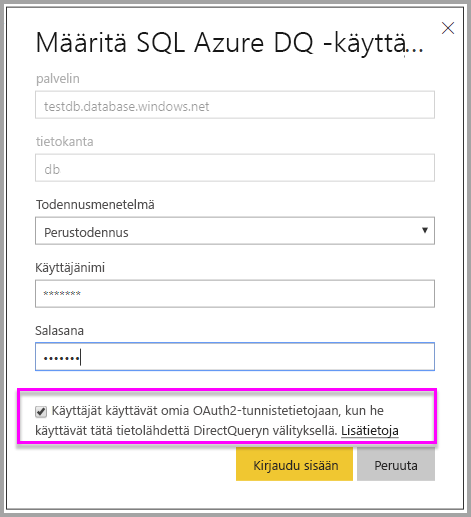 Määritä SQL Azure DQ -käyttä...
palvelin
testdb.database.windows.net
tietokanta
db
Todennusmenetelmä
Perustodennus
Käyttäjänimi
*******
Salasana
•••••••
Käyttäjät käyttävät omia OAuth2-tunnistetietojaan, kun he
käyttävät tätä tietolähdettä DirectQueryn välityksellä. Lisätietoja
Kirjaudu sisään
Peruuta